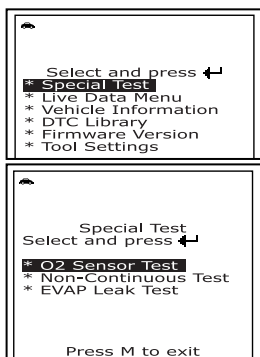 Select and press ↵
* Special Test
* Live Data Menu
* Vehicle Information
* DTC Library
* Firmware Version
* Tool Settings
Special Test
Select and press ↵
* O2 Sensor Test
* Non-Continuous Test
* EVAP Leak Test
Press M to exit